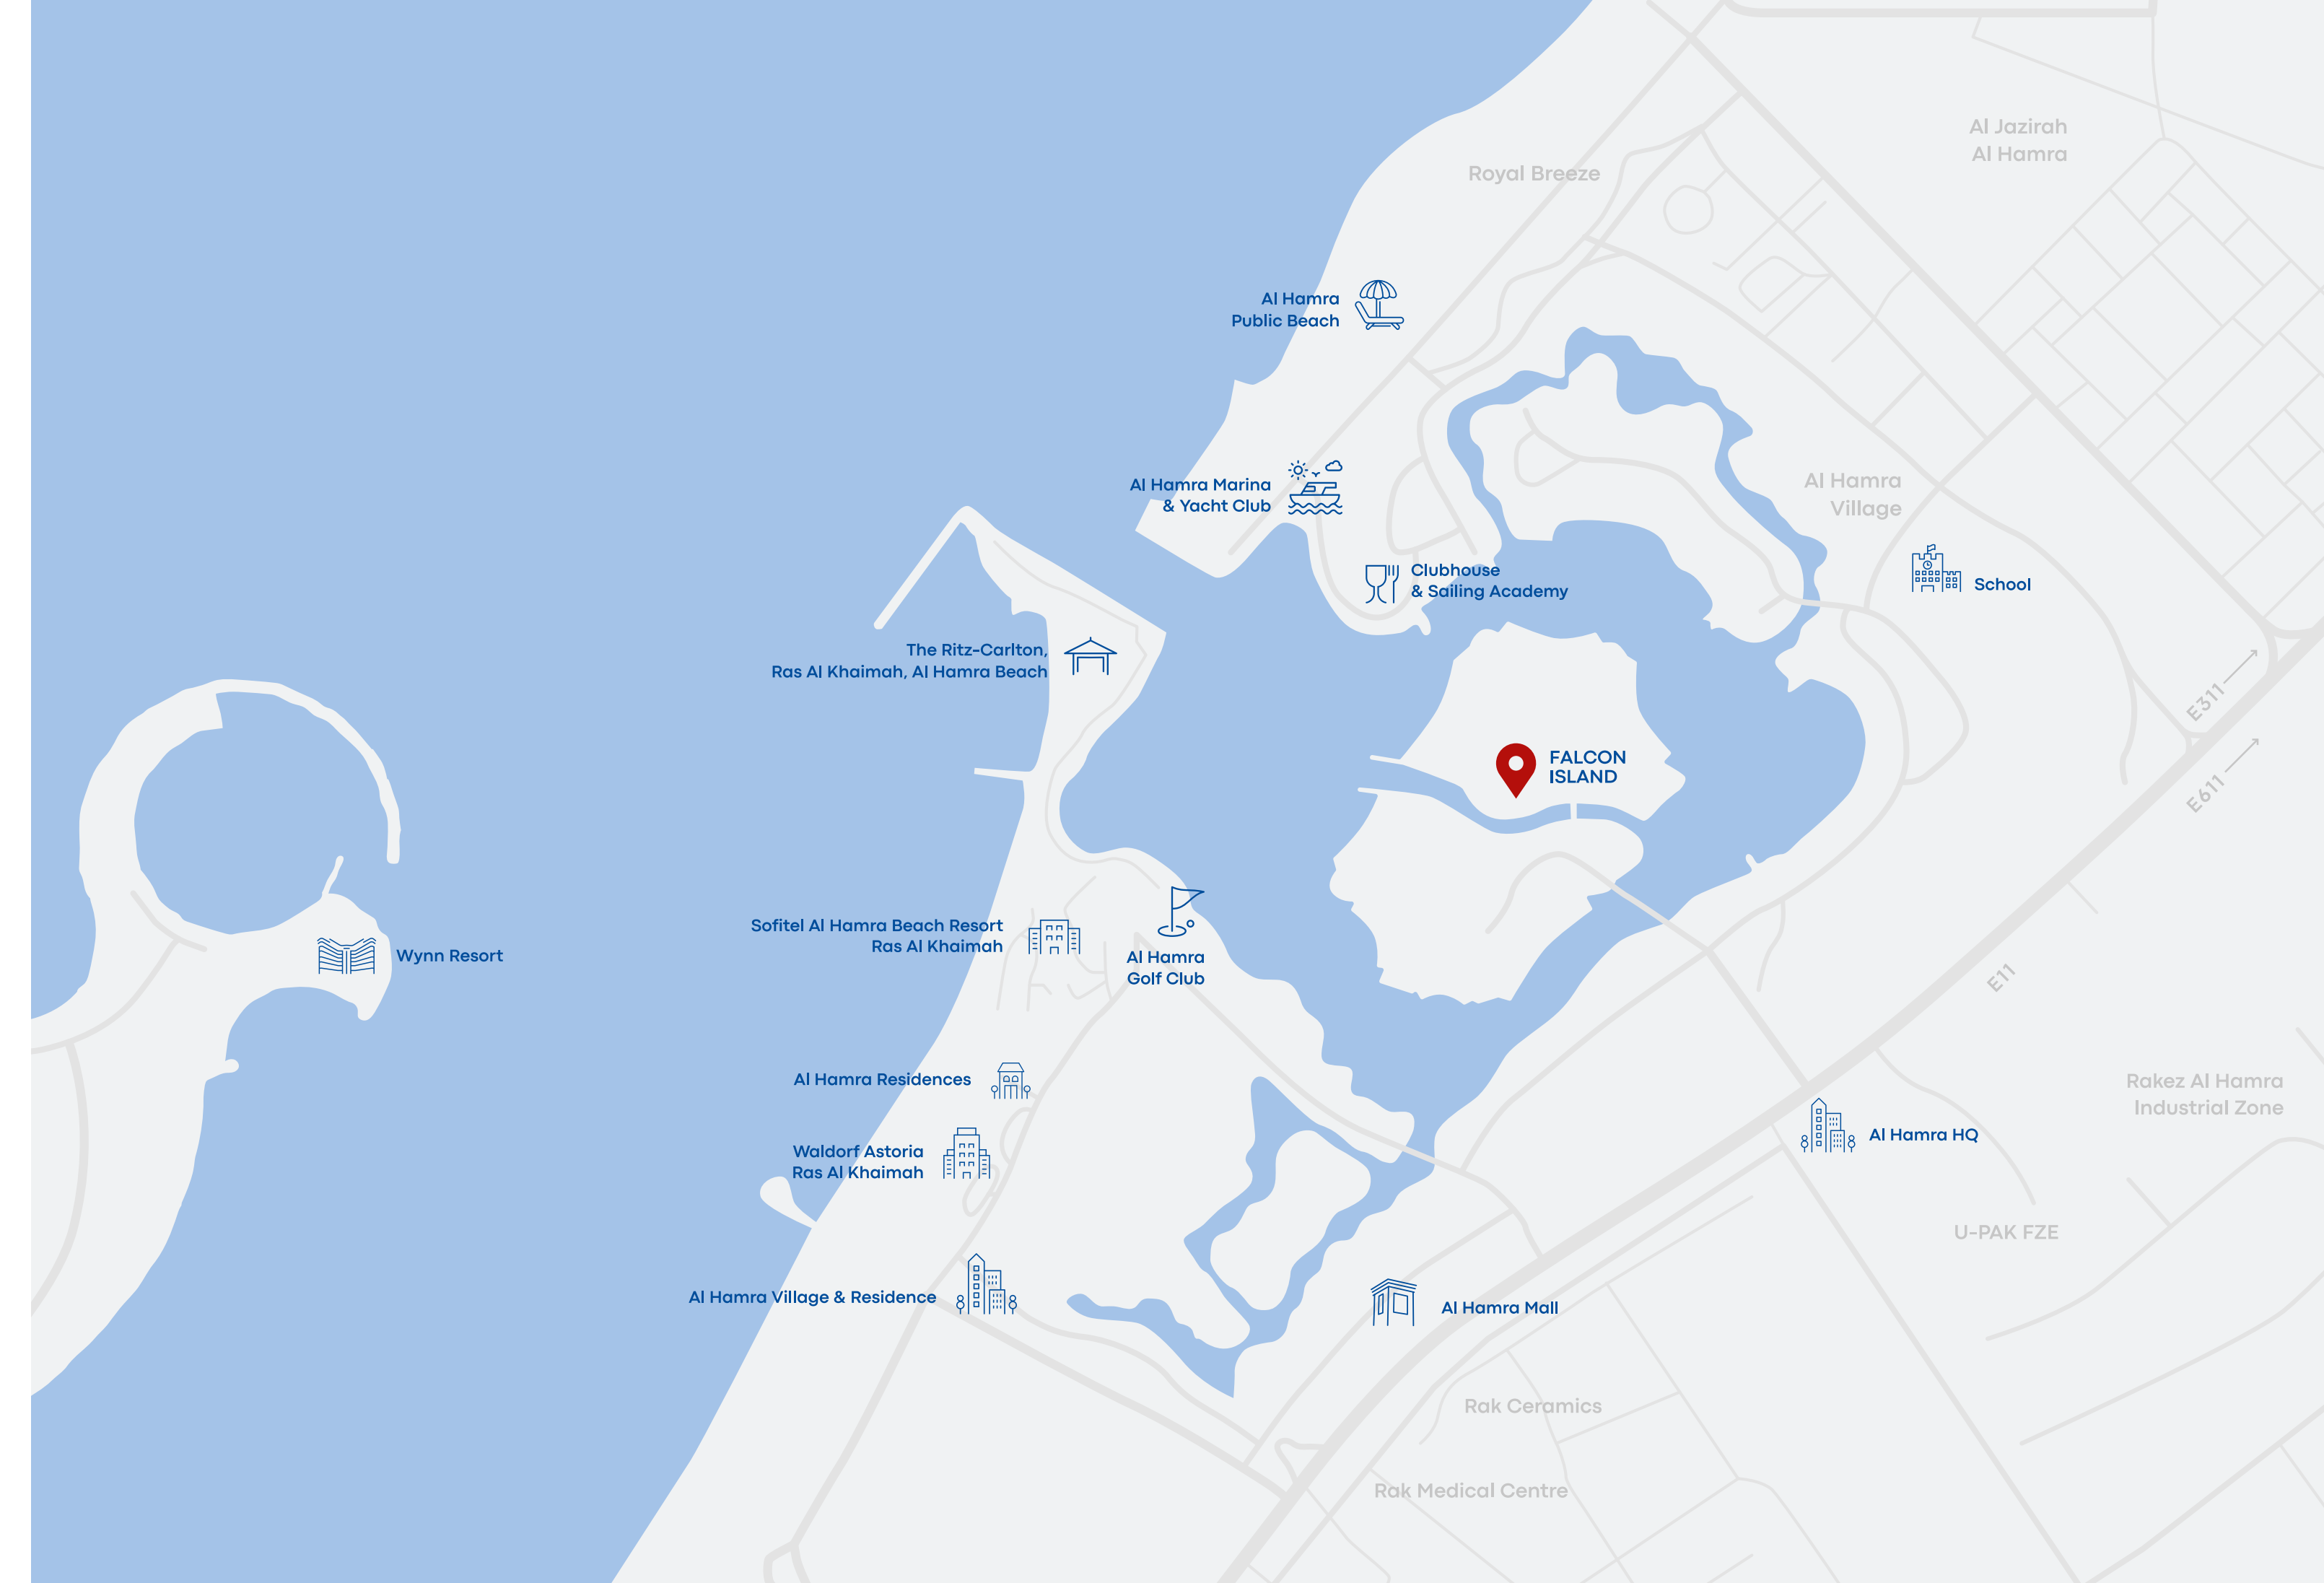 Al Jazirah
Al Hamra
Royal Breeze
Al Hamra
Public Beach
Al Hamra Marina
& Yacht Club
Al Hamra
Village
Clubhouse
& Sailing Academy
School
The Ritz-Carlton,
Ras Al Khaimah, Al Hamra Beach
E311
E611
FALCON
ISLAND
Sofitel Al Hamra Beach Resort
Ras Al Khaimah
Wynn Resort
Al Hamra
Golf Club
E11
Al Hamra Residences
Rakez Al Hamra
Industrial Zone
Al Hamra HQ
Waldorf Astoria
Ras Al Khaimah
U-PAK FZE
Al Hamra Village & Residence
Al Hamra Mall
Rak Ceramics
Rak Medical Centre